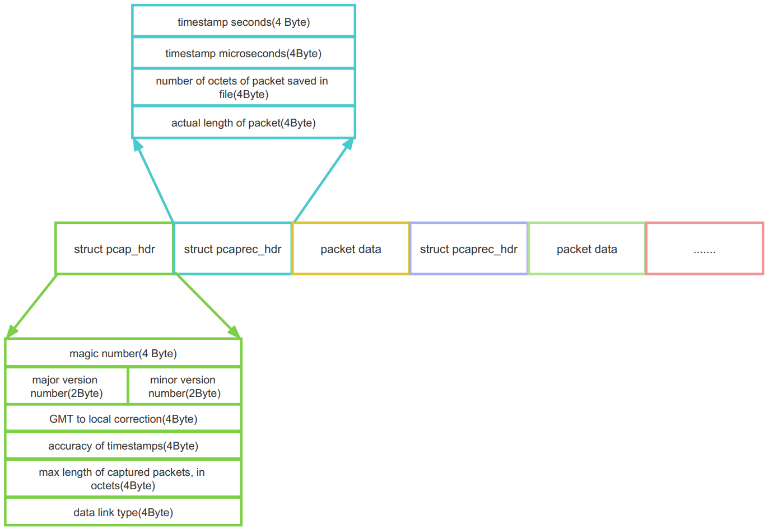 timestamp seconds(4 Byte)
timestamp microseconds(4Byte)
number of octets of packet saved in
file(4Byte)
actual length of packet(4Byte)
struct pcap_hdr
struct pcaprec_hdr
packet data
struct pcaprec_hdr
packet data
.......
magic number(4 Byte)
major version
number(2Byte)
minor version
number(2Byte)
GMT to local correction(4Byte)
accuracy of timestamps(4Byte)
max length of captured packets, in
octets(4Byte)
data link type(4Byte)